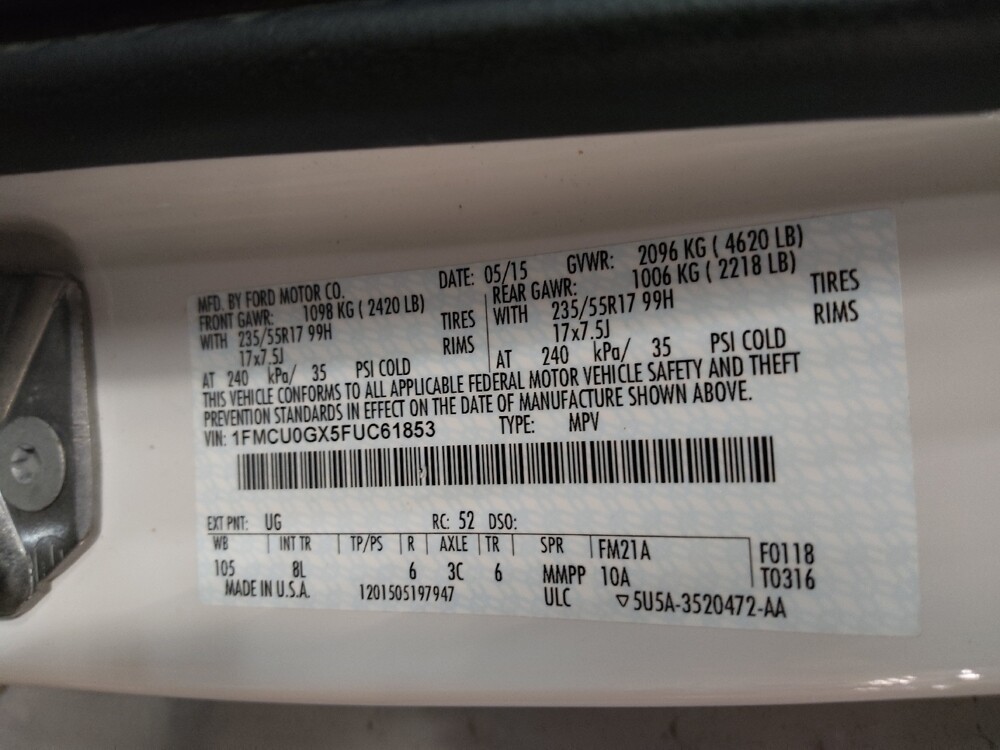 MFD. BY FORD MOTOR CO. DATE: 05/15 GVWR: 2096 KG ( 4620 LB)
FRONT GAWR: 1098 KG ( 2420 LB)
WITH 235/55R17 99H TIRES
17x7.5J RIMS
AT 240 kPa/ 35 PSI COLD
REAR GAWR: 1006 KG ( 2218 LB)
WITH 235/55R17 99H TIRES
17x7.5J RIMS
AT 240 kPa/ 35 PSI COLD
THIS VEHICLE CONFORMS TO ALL APPLICABLE FEDERAL MOTOR VEHICLE SAFETY AND THEFT
PREVENTION STANDARDS IN EFFECT ON THE DATE OF MANUFACTURE SHOWN ABOVE.
VIN: 1FMCU0GX5FUC61853 TYPE: MPV
EXT PNT: UG RC: 52 DSO:
WB INT TR TP/PS R AXLE TR SPR FM21A F0118
105 8L 6 3C 6 MMPP 10A T0316
MADE IN U.S.A. 1201505197947 ULC ▽5U5A-3520472-AA